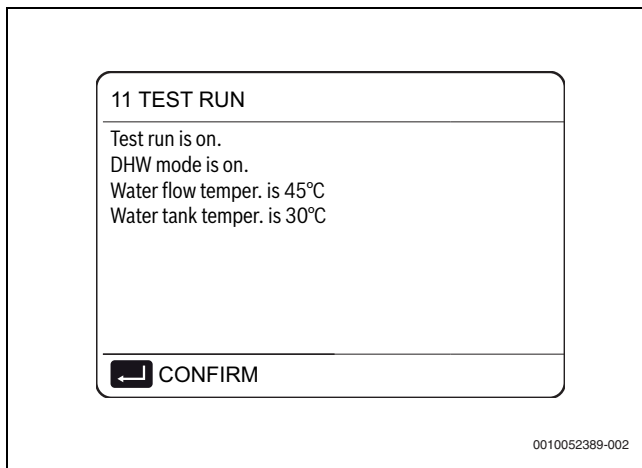 11 TEST RUN
Test run is on.
DHW mode is on.
Water flow temper. is 45°C
Water tank temper. is 30°C
CONFIRM
0010052389-002